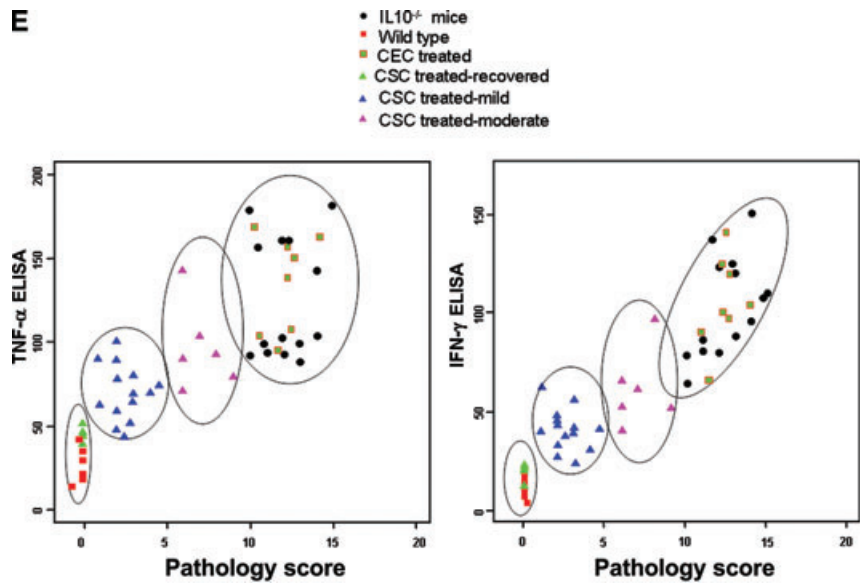 E
IL10-/- mice
Wild type
CEC treated
CSC treated-recovered
CSC treated-mild
CSC treated-moderate
TNF-α ELISA
200
150
100
50
0
0 5 10 15 20
Pathology score
IFN-γ ELISA
150
100
50
0
0 5 10 15 20
Pathology score